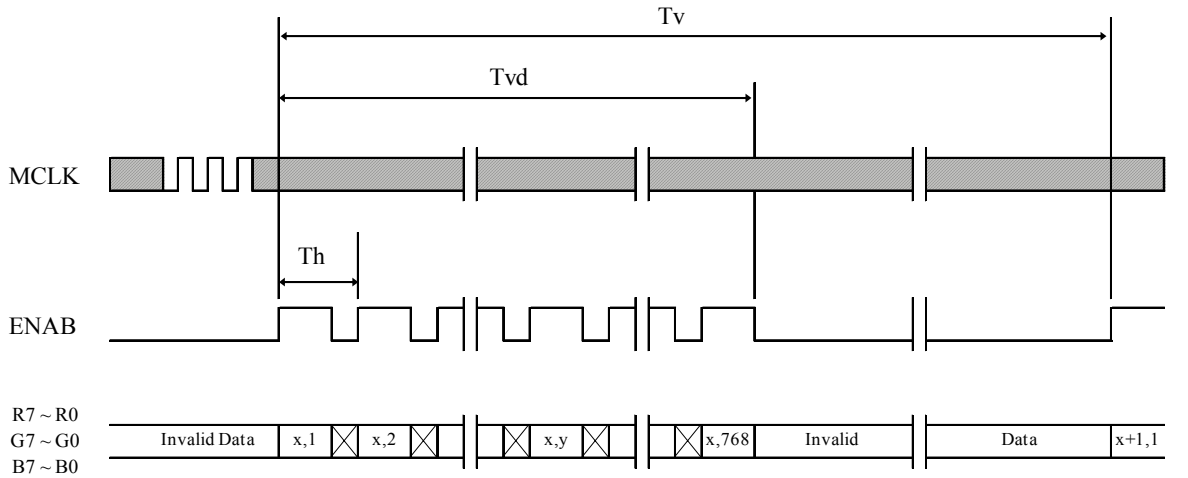 Tv
Tvd
MCLK
Th
ENAB
R7 ~ R0
G7 ~ G0
B7 ~ B0
Invalid Data
x,1
x,2
x,y
x,768
Invalid
Data
x+1,1